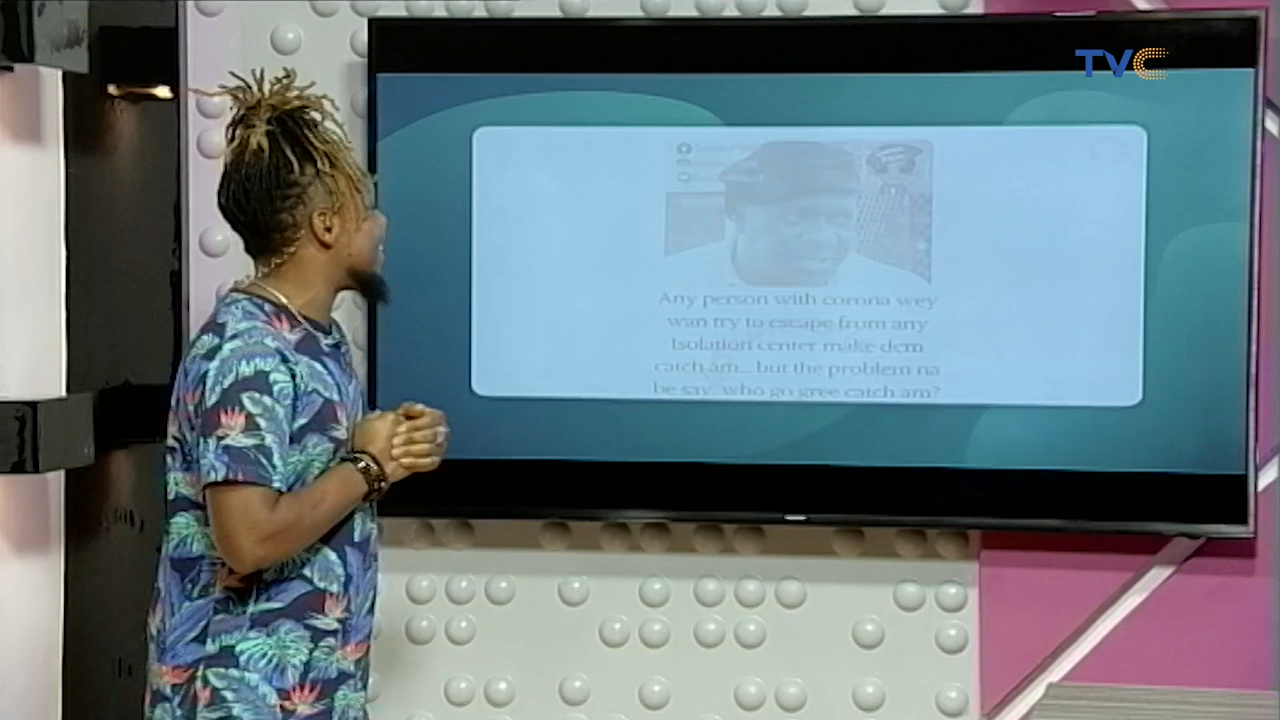 TVC
Any person with corona wey
wan try to escape from any
Isolation center make dem
catch am... but the problem na
be say, who go gree catch am?